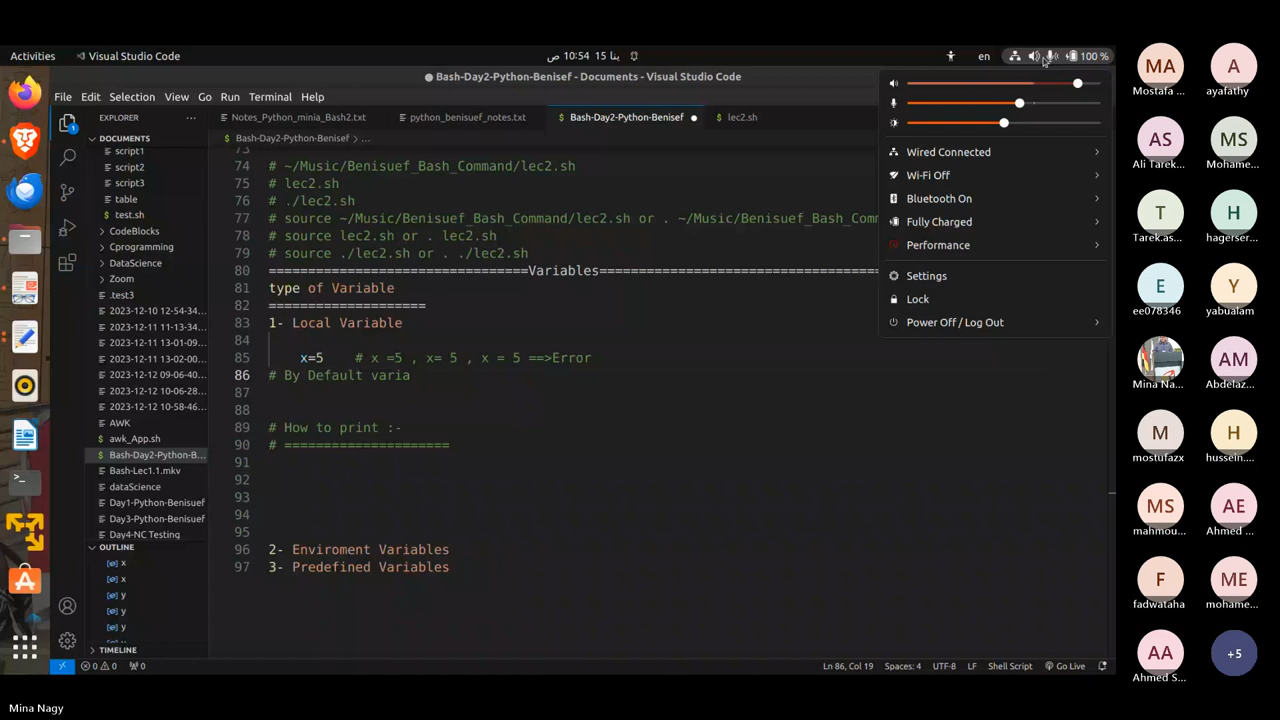 Activities
Visual Studio Code
10:54 ص
15 ينا
en
100 %
Bash-Day2-Python-Benisef - Documents - Visual Studio Code
File Edit Selection View Go Run Terminal Help
EXPLORER
Notes_Python_minia_Bash2.txt
python_benisuef_notes.txt
Bash-Day2-Python-Benisef
lec2.sh
Bash-Day2-Python-Benisef > ...
1
DOCUMENTS
script1
script2
script3
table
test.sh
CodeBlocks
Cprogramming
DataScience
Zoom
.test3
2023-12-10 12-54-34...
2023-12-11 11-13-34...
2023-12-11 13-01-09...
2023-12-11 13-02-00...
2023-12-12 09-06-40...
2023-12-12 10-06-28...
2023-12-12 10-58-46...
AWK
awk_App.sh
Bash-Day2-Python-B...
Bash-Lec1.1.mkv
dataScience
Day1-Python-Benisuef
Day3-Python-Benisuef
Day4-NC Testing
OUTLINE
x
x
y
y
y
TIMELINE
73
74 # ~/Music/Benisuef_Bash_Command/lec2.sh
75 # lec2.sh
76 # ./lec2.sh
77 # source ~/Music/Benisuef_Bash_Command/lec2.sh or . ~/Music/Benisuef_Bash_Comm
78 # source lec2.sh or . lec2.sh
79 # source ./lec2.sh or . ./lec2.sh
80 =================================Variables===================================
81 type of Variable
82 ====================
83 1- Local Variable
84
85 x=5 # x =5 , x= 5 , x = 5 ==>Error
86 # By Default varia
87
88
89 # How to print :-
90 # =====================
91
92
93
94
95
96 2- Enviroment Variables
97 3- Predefined Variables
Wired Connected
Wi-Fi Off
Bluetooth On
Fully Charged
Performance
Settings
Lock
Power Off / Log Out
0 0 0
Ln 86, Col 19 Spaces: 4 UTF-8 LF Shell Script Go Live
MA A
Mostafa ... ayafathy
AS MS
Ali Tarek... Mohame...
T H
Tarek.as... hagerser...
E Y
ee078346 yabualam
AM
Mina Na... Abdelaz...
M H
mostufazx hussein....
MS AE
mahmou... Ahmed ...
F ME
fadwataha mohame...
AA +5
Ahmed S...
Mina Nagy